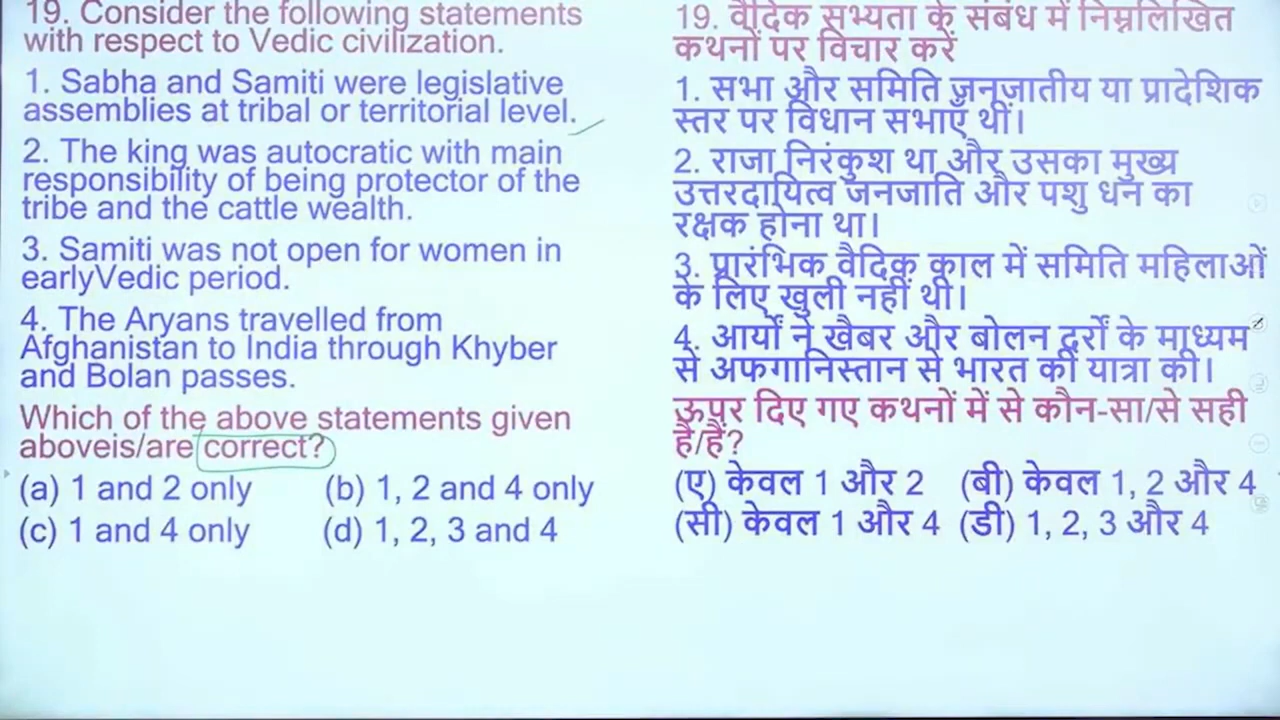 19. Consider the following statements
with respect to Vedic civilization.
1. Sabha and Samiti were legislative
assemblies at tribal or territorial level.
2. The king was autocratic with main
responsibility of being protector of the
tribe and the cattle wealth.
3. Samiti was not open for women in
earlyVedic period.
4. The Aryans travelled from
Afghanistan to India through Khyber
and Bolan passes.
Which of the above statements given
aboveis/are correct?
(a) 1 and 2 only (b) 1, 2 and 4 only
(c) 1 and 4 only (d) 1, 2, 3 and 4
19. वैदिक सभ्यता के संबंध में निम्नलिखित
कथनों पर विचार करें
1. सभा और समिति जनजातीय या प्रादेशिक
स्तर पर विधान सभाएँ थीं।
2. राजा निरंकुश था और उसका मुख्य
उत्तरदायित्व जनजाति और पशु धन का
रक्षक होना था।
3. प्रारंभिक वैदिक काल में समिति महिलाओं
के लिए खुली नहीं थी।
4. आर्यों ने खैबर और बोलन दर्रों के माध्यम
से अफगानिस्तान से भारत की यात्रा की।
ऊपर दिए गए कथनों में से कौन-सा/से सही
है/हैं?
(ए) केवल 1 और 2 (बी) केवल 1, 2 और 4
(सी) केवल 1 और 4 (डी) 1, 2, 3 और 4